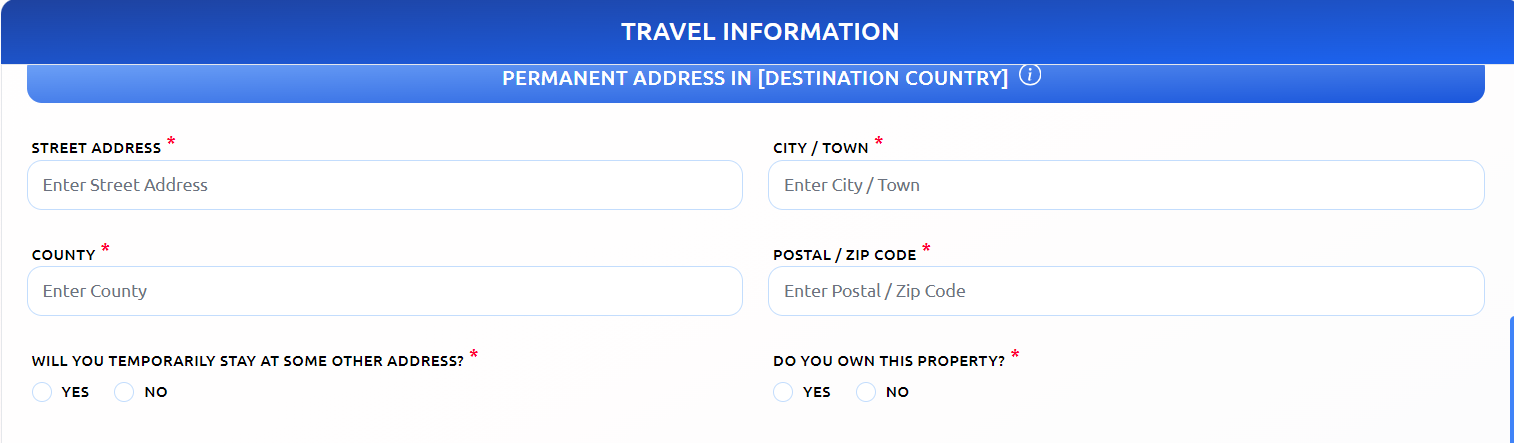 TRAVEL INFORMATION
PERMANENT ADDRESS IN [DESTINATION COUNTRY] i
STREET ADDRESS * CITY / TOWN *
Enter Street Address Enter City / Town
COUNTY * POSTAL / ZIP CODE *
Enter County Enter Postal / Zip Code
WILL YOU TEMPORARILY STAY AT SOME OTHER ADDRESS? * DO YOU OWN THIS PROPERTY? *
YES NO YES NO